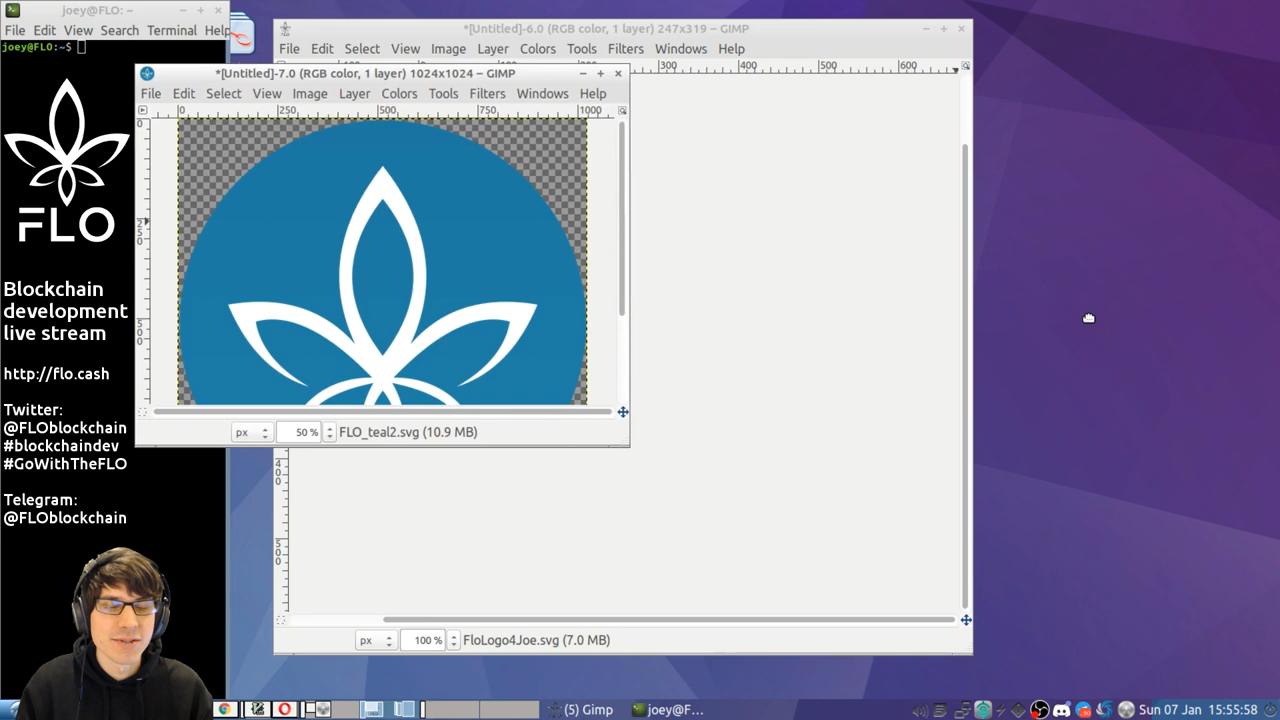 joey@FLO: ~
File Edit View Search Terminal Help
joey@FLO:~$
FLO
Blockchain
development
live stream
http://flo.cash
Twitter:
@FLOblockchain
#blockchaindev
#GoWithTheFLO
Telegram:
@FLOblockchain
*[Untitled]-6.0 (RGB color, 1 layer) 247x319 – GIMP
File Edit Select View Image Layer Colors Tools Filters Windows Help
300 400 500 600
*[Untitled]-7.0 (RGB color, 1 layer) 1024x1024 – GIMP
File Edit Select View Image Layer Colors Tools Filters Windows Help
0 250 500 750 1000
0
250
500
px 50 % FLO_teal2.svg (10.9 MB)
400
500
px 100 % FloLogo4Joe.svg (7.0 MB)
(5) Gimp joey@F... Sun 07 Jan 15:55:58